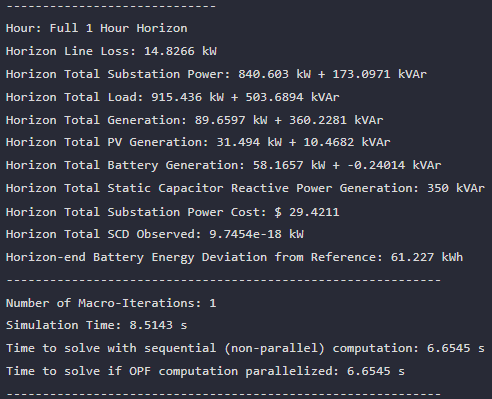 -----------------------------
Hour: Full 1 Hour Horizon
Horizon Line Loss: 14.8266 kW
Horizon Total Substation Power: 840.603 kW + 173.0971 kVAr
Horizon Total Load: 915.436 kW + 503.6894 kVAr
Horizon Total Generation: 89.6597 kW + 360.2281 kVAr
Horizon Total PV Generation: 31.494 kW + 10.4682 kVAr
Horizon Total Battery Generation: 58.1657 kW + -0.24014 kVAr
Horizon Total Static Capacitor Reactive Power Generation: 350 kVAr
Horizon Total Substation Power Cost: $ 29.4211
Horizon Total SCD Observed: 9.7454e-18 kW
Horizon-end Battery Energy Deviation from Reference: 61.227 kWh
------------------------------------------------------------
Number of Macro-Iterations: 1
Simulation Time: 8.5143 s
Time to solve with sequential (non-parallel) computation: 6.6545 s
Time to solve if OPF computation parallelized: 6.6545 s
------------------------------------------------------------